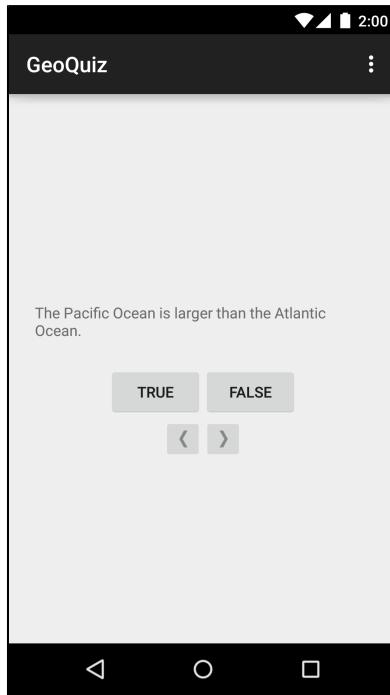 2:00
GeoQuiz
The Pacific Ocean is larger than the Atlantic
Ocean.
TRUE FALSE